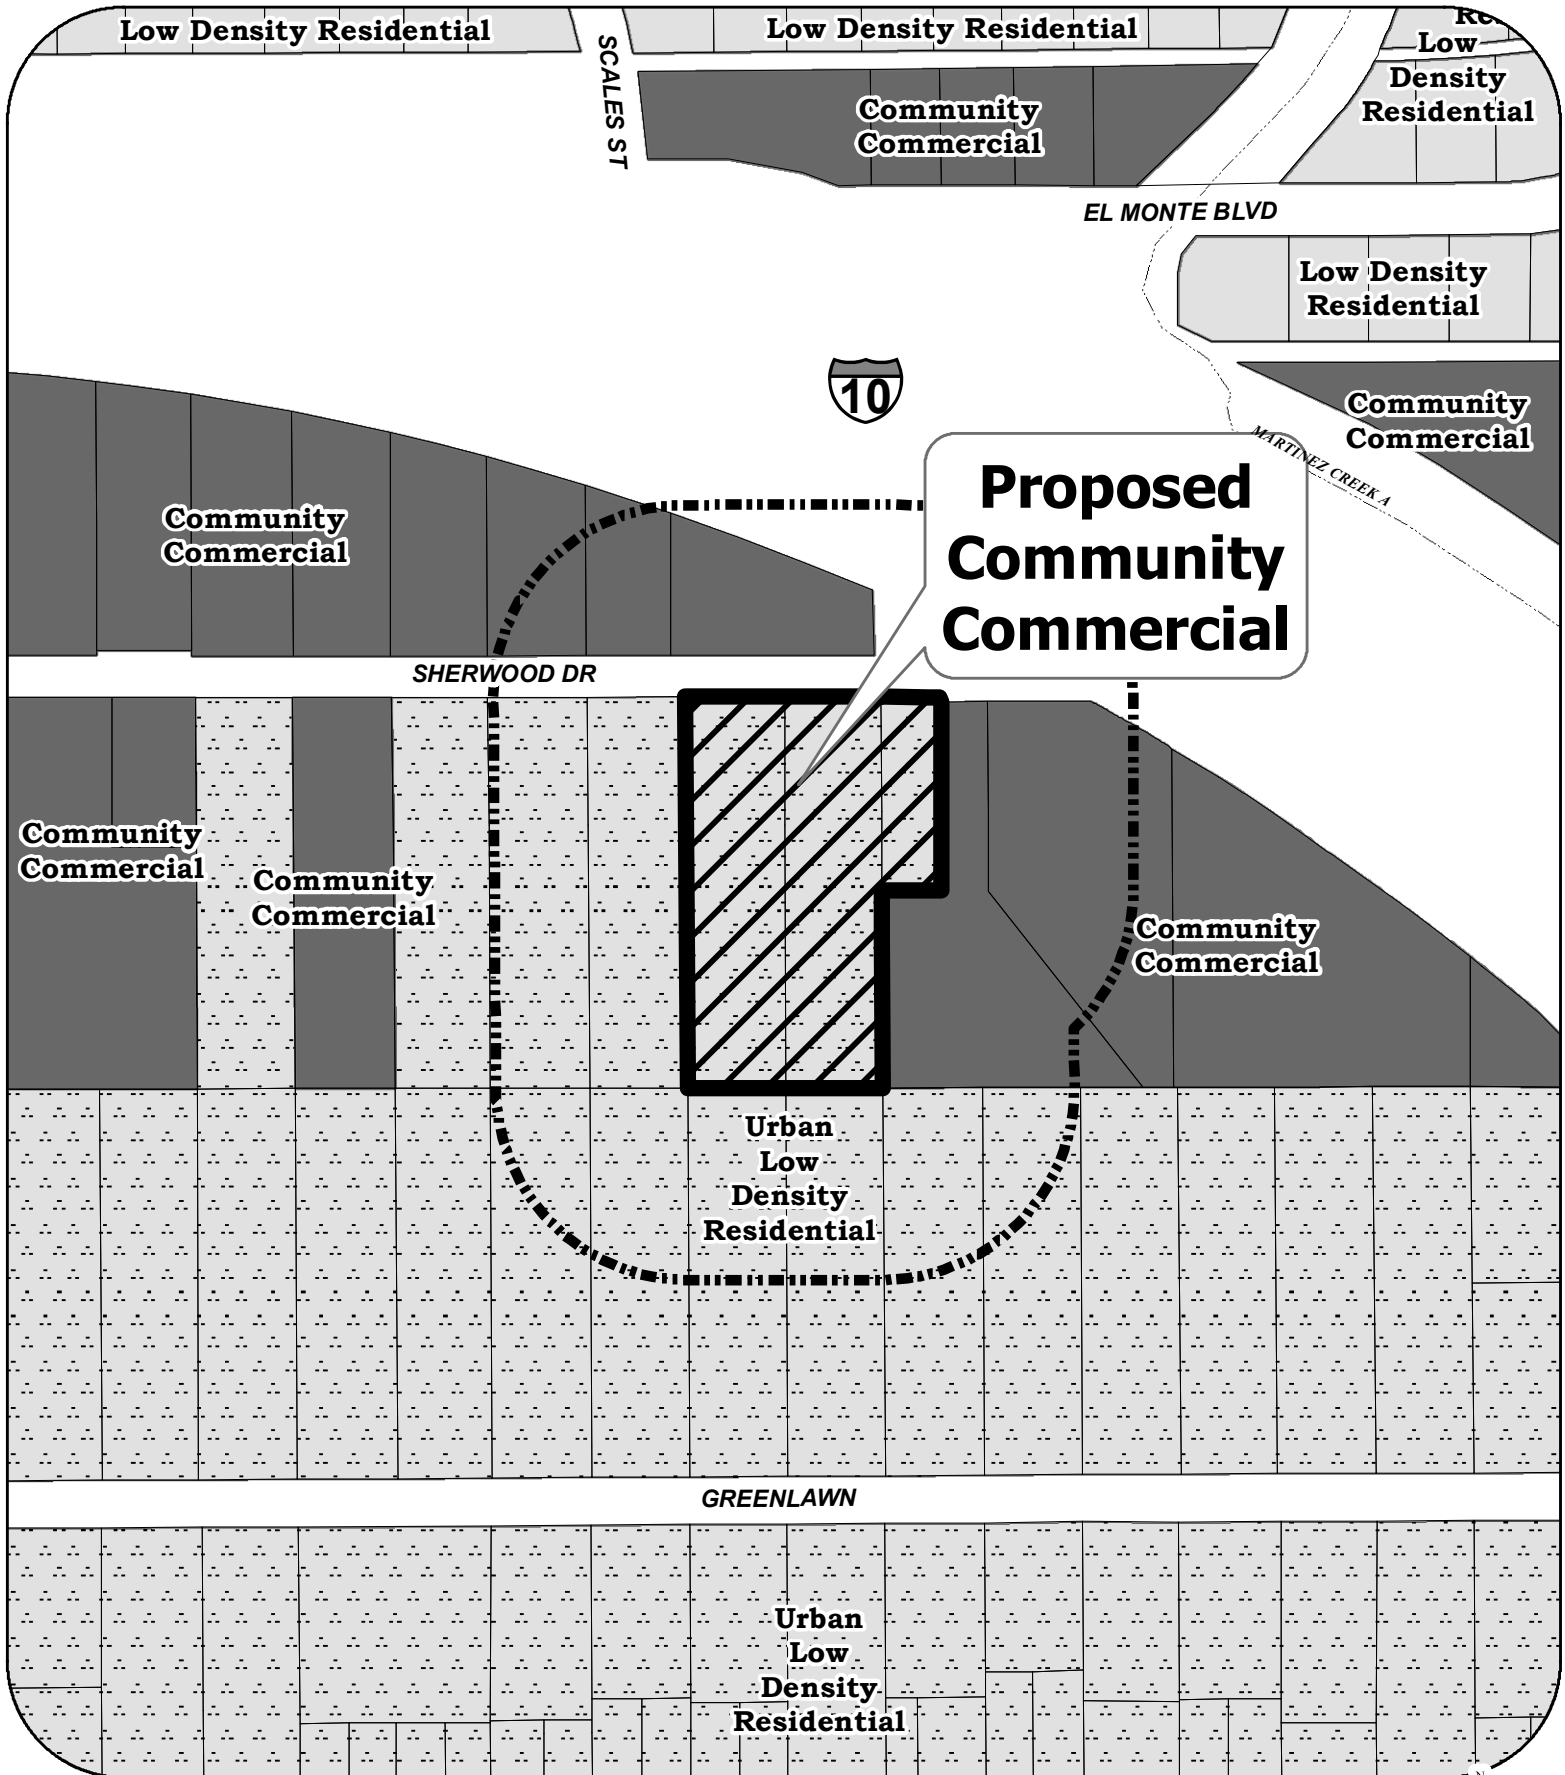 Low Density Residential
Low Density Residential
Low
Density
Residential
SCALES ST
Community
Commercial
EL MONTE BLVD
Low Density
Residential
10
Community
Commercial
MARTINEZ CREEK A
Proposed
Community
Commercial
Community
Commercial
SHERWOOD DR
Community
Commercial
Community
Commercial
Community
Commercial
Urban
Low
Density
Residential
GREENLAWN
Urban
Low
Density
Residential